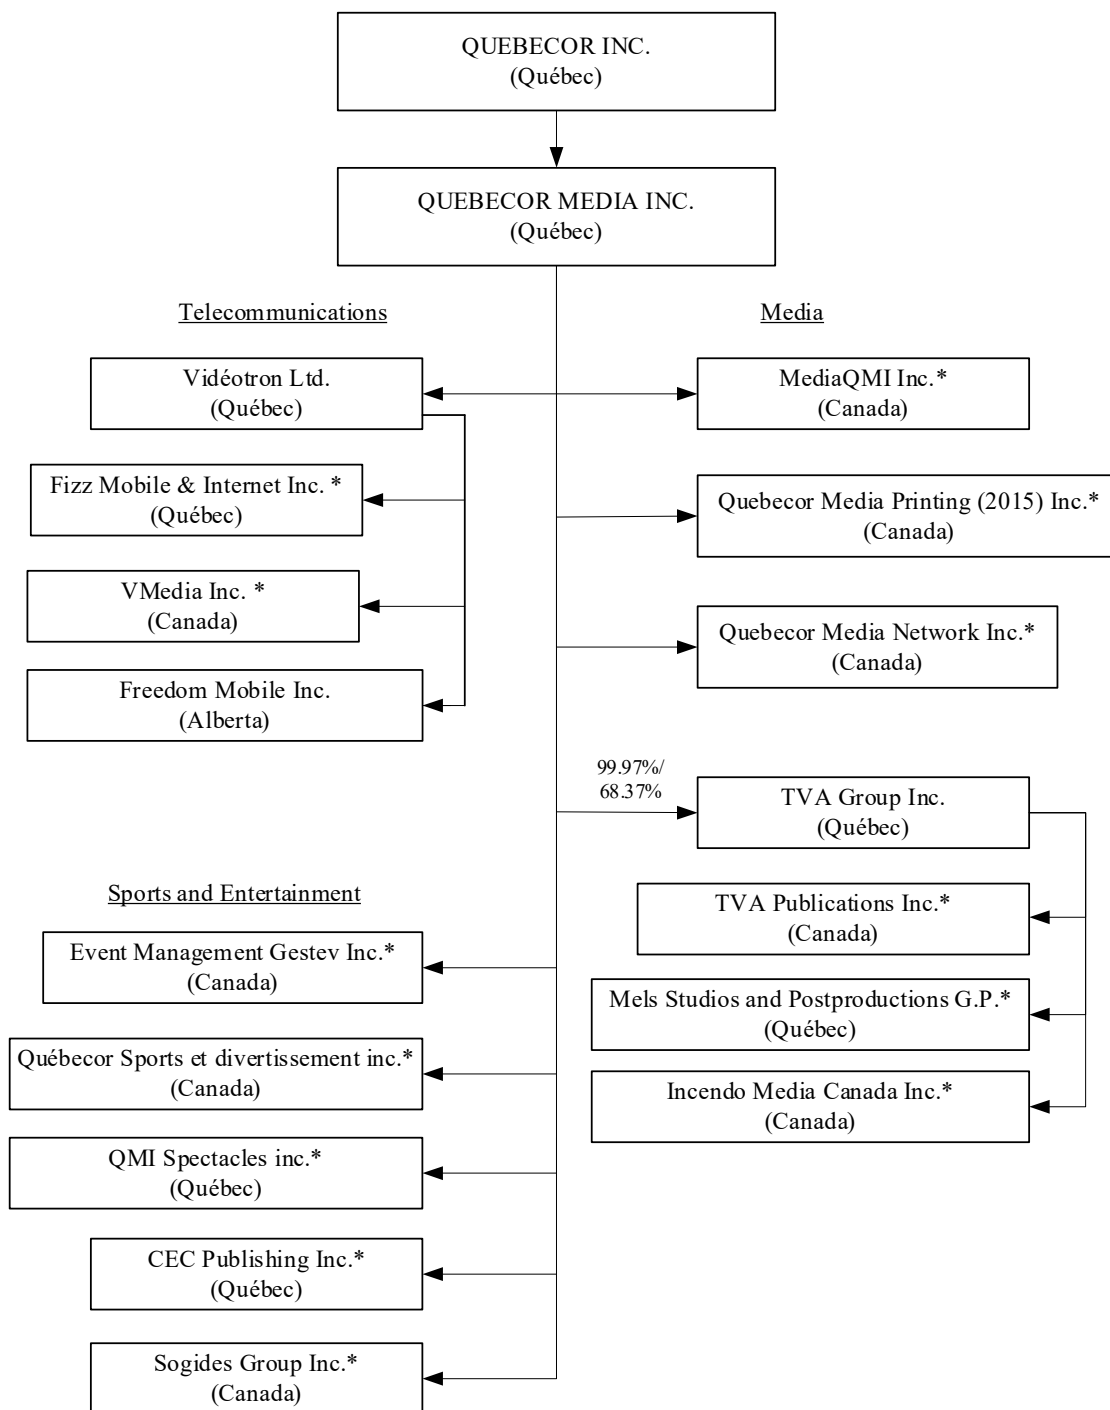 QUEBECOR INC.
(Québec)
QUEBECOR MEDIA INC.
(Québec)
Telecommunications
Vidéotron Ltd.
(Québec)
Fizz Mobile & Internet Inc. *
(Québec)
VMedia Inc. *
(Canada)
Freedom Mobile Inc.
(Alberta)
Media
MediaQMI Inc.*
(Canada)
Quebecor Media Printing (2015) Inc.*
(Canada)
Quebecor Media Network Inc.*
(Canada)
99.97%/
68.37%
TVA Group Inc.
(Québec)
TVA Publications Inc.*
(Canada)
Mels Studios and Postproductions G.P.*
(Québec)
Incendo Media Canada Inc.*
(Canada)
Sports and Entertainment
Event Management Gestev Inc.*
(Canada)
Québecor Sports et divertissement inc.*
(Canada)
QMI Spectacles inc.*
(Québec)
CEC Publishing Inc.*
(Québec)
Sogides Group Inc.*
(Canada)